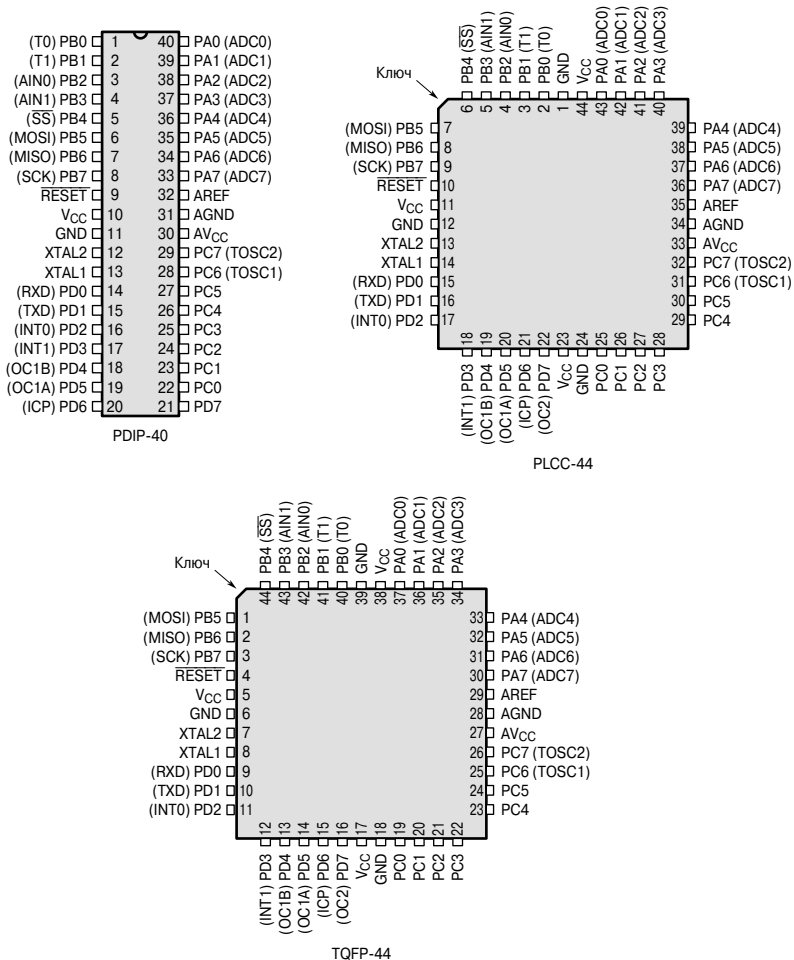 (T0) PB0 1 40 PA0 (ADC0)
(T1) PB1 2 39 PA1 (ADC1)
(AIN0) PB2 3 38 PA2 (ADC2)
(AIN1) PB3 4 37 PA3 (ADC3)
(SS) PB4 5 36 PA4 (ADC4)
(MOSI) PB5 6 35 PA5 (ADC5)
(MISO) PB6 7 34 PA6 (ADC6)
(SCK) PB7 8 33 PA7 (ADC7)
RESET 9 32 AREF
VCC 10 31 AGND
GND 11 30 AVCC
XTAL2 12 29 PC7 (TOSC2)
XTAL1 13 28 PC6 (TOSC1)
(RXD) PD0 14 27 PC5
(TXD) PD1 15 26 PC4
(INT0) PD2 16 25 PC3
(INT1) PD3 17 24 PC2
(OC1B) PD4 18 23 PC1
(OC1A) PD5 19 22 PC0
(ICP) PD6 20 21 PD7
PDIP-40
Ключ
PB4 (SS)
PB3 (AIN1)
PB2 (AIN0)
PB1 (T1)
PB0 (T0)
GND
VCC
PA0 (ADC0)
PA1 (ADC1)
PA2 (ADC2)
PA3 (ADC3)
6 5 4 3 2 1 44 43 42 41 40
(MOSI) PB5 7 39 PA4 (ADC4)
(MISO) PB6 8 38 PA5 (ADC5)
(SCK) PB7 9 37 PA6 (ADC6)
RESET 10 36 PA7 (ADC7)
VCC 11 35 AREF
GND 12 34 AGND
XTAL2 13 33 AVCC
XTAL1 14 32 PC7 (TOSC2)
(RXD) PD0 15 31 PC6 (TOSC1)
(TXD) PD1 16 30 PC5
(INT0) PD2 17 29 PC4
18 19 20 21 22 23 24 25 26 27 28
(INT1) PD3
(OC1B) PD4
(OC1A) PD5
(ICP) PD6
(OC2) PD7
VCC
GND
PC0
PC1
PC2
PC3
PLCC-44
Ключ
PB4 (SS)
PB3 (AIN1)
PB2 (AIN0)
PB1 (T1)
PB0 (T0)
GND
VCC
PA0 (ADC0)
PA1 (ADC1)
PA2 (ADC2)
PA3 (ADC3)
44 43 42 41 40 39 38 37 36 35 34
(MOSI) PB5 1 33 PA4 (ADC4)
(MISO) PB6 2 32 PA5 (ADC5)
(SCK) PB7 3 31 PA6 (ADC6)
RESET 4 30 PA7 (ADC7)
VCC 5 29 AREF
GND 6 28 AGND
XTAL2 7 27 AVCC
XTAL1 8 26 PC7 (TOSC2)
(RXD) PD0 9 25 PC6 (TOSC1)
(TXD) PD1 10 24 PC5
(INT0) PD2 11 23 PC4
12 13 14 15 16 17 18 19 20 21 22
(INT1) PD3
(OC1B) PD4
(OC1A) PD5
(ICP) PD6
(OC2) PD7
VCC
GND
PC0
PC1
PC2
PC3
TQFP-44